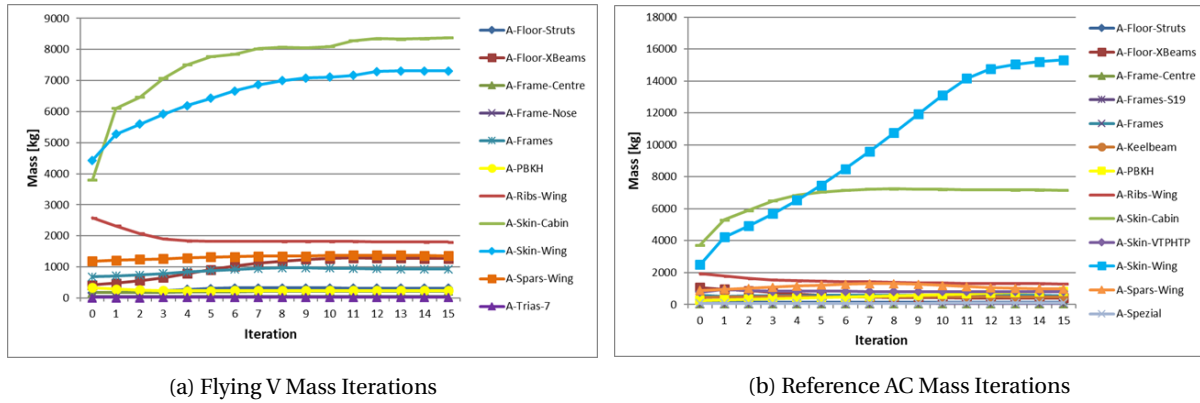 9000
8000
7000
6000
5000
4000
3000
2000
1000
0
Mass [kg]
0 1 2 3 4 5 6 7 8 9 10 11 12 13 14 15
Iteration
A-Floor-Struts
A-Floor-XBeams
A-Frame-Centre
A-Frame-Nose
A-Frames
A-PBKH
A-Ribs-Wing
A-Skin-Cabin
A-Skin-Wing
A-Spars-Wing
A-Trias-7
(a) Flying V Mass Iterations
18000
16000
14000
12000
10000
8000
6000
4000
2000
0
Mass [kg]
0 1 2 3 4 5 6 7 8 9 10 11 12 13 14 15
Iteration
A-Floor-Struts
A-Floor-XBeams
A-Frame-Centre
A-Frames-S19
A-Frames
A-Keelbeam
A-PBKH
A-Ribs-Wing
A-Skin-Cabin
A-Skin-VTPHTP
A-Skin-Wing
A-Spars-Wing
A-Spezial
(b) Reference AC Mass Iterations